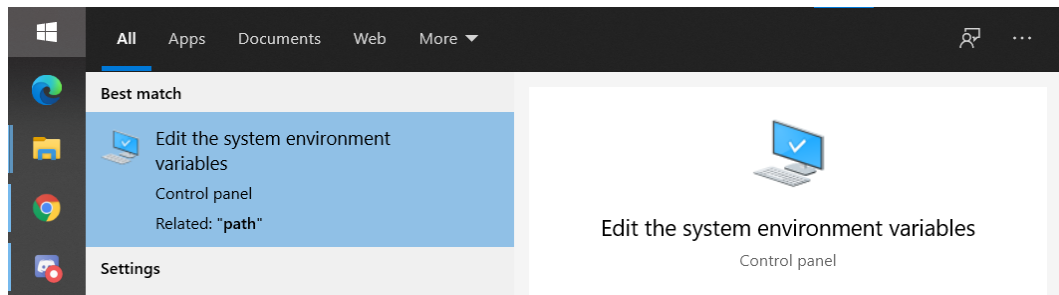 All Apps Documents Web More
Best match
Edit the system environment
variables
Control panel
Related: "path"
Settings
Edit the system environment variables
Control panel